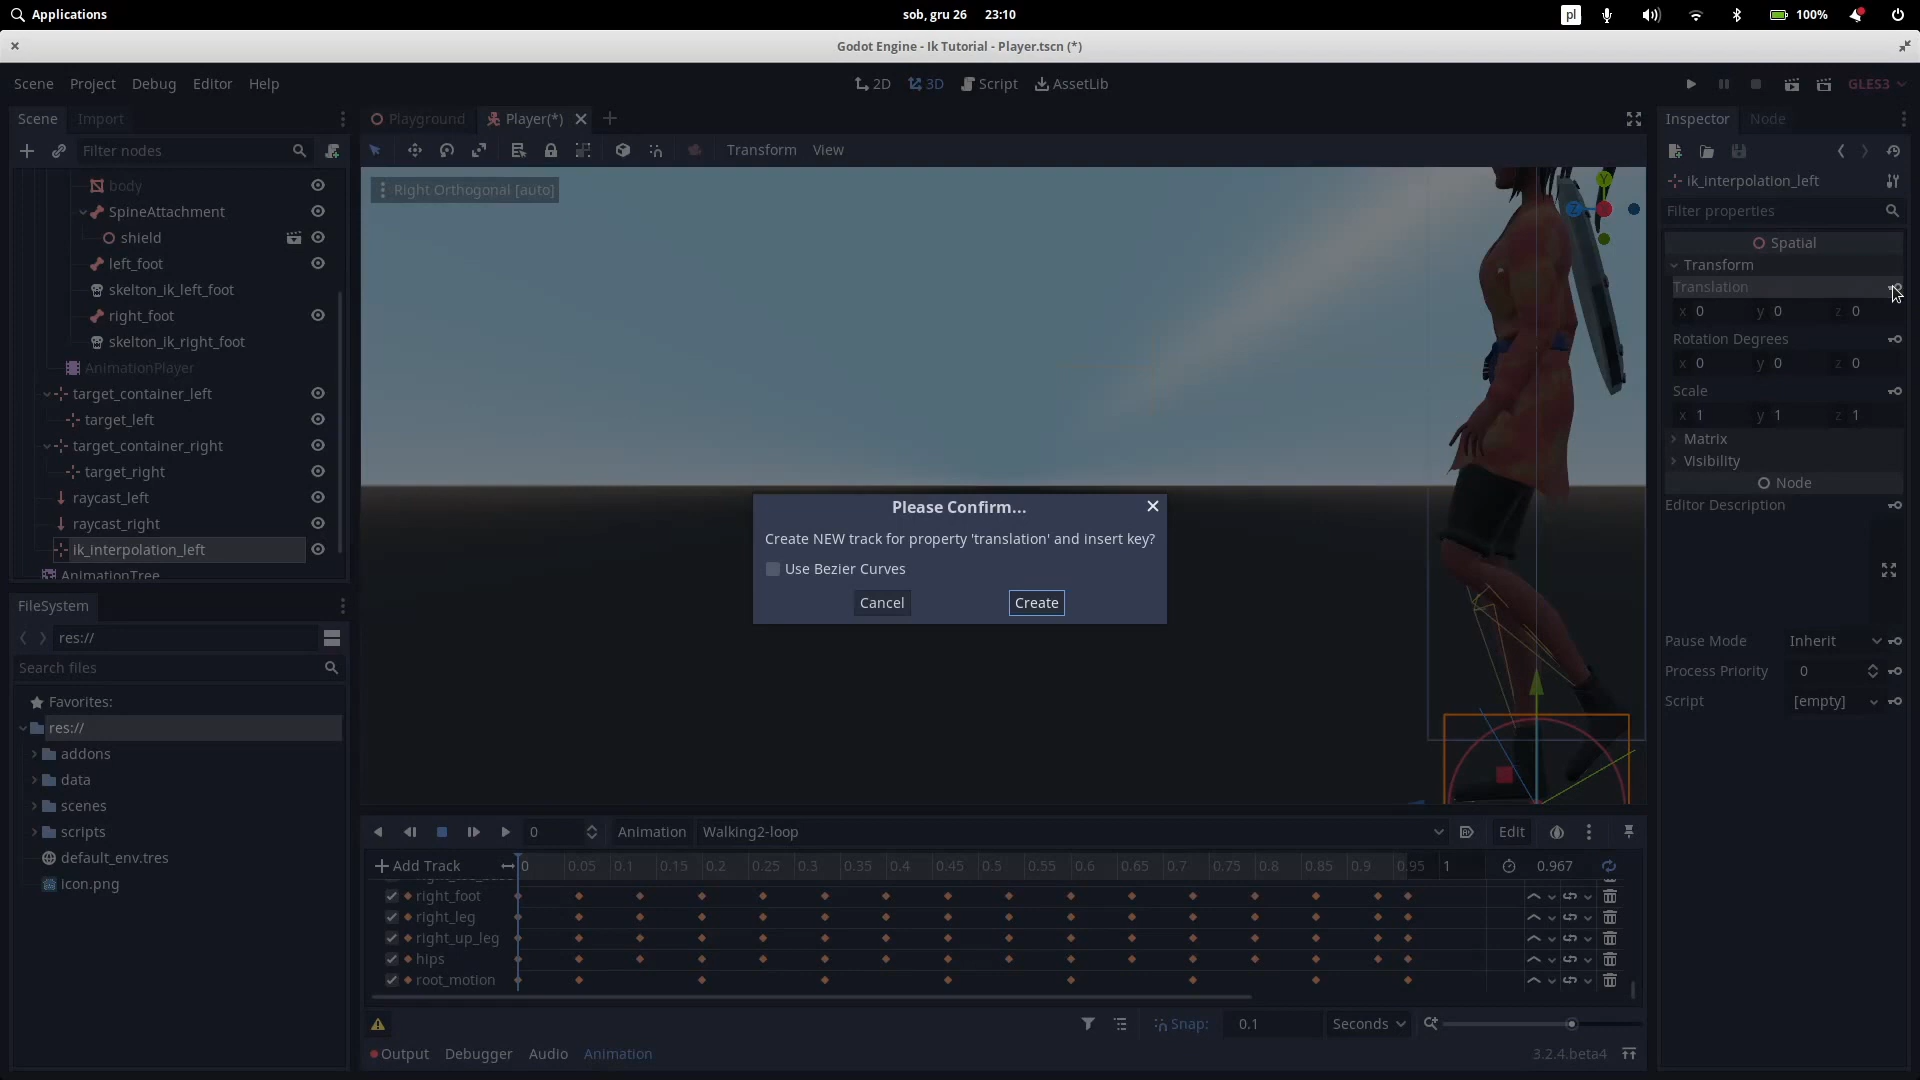 Applications
sob, gru 26 23:10
pl
100%
Godot Engine - Ik Tutorial - Player.tscn (*)
Scene Project Debug Editor Help
2D 3D Script AssetLib
GLES3
Scene Import
Filter nodes
body
SpineAttachment
shield
left_foot
skelton_ik_left_foot
right_foot
skelton_ik_right_foot
AnimationPlayer
target_container_left
target_left
target_container_right
target_right
raycast_left
raycast_right
ik_interpolation_left
AnimationTree
FileSystem
res://
Search files
Favorites:
res://
addons
data
scenes
scripts
default_env.tres
icon.png
Playground Player(*)
Transform View
Right Orthogonal [auto]
Y
Z
Please Confirm...
Create NEW track for property 'translation' and insert key?
Use Bezier Curves
Cancel Create
0 Animation Walking2-loop Edit
Add Track 0 0.05 0.1 0.15 0.2 0.25 0.3 0.35 0.4 0.45 0.5 0.55 0.6 0.65 0.7 0.75 0.8 0.85 0.9 0.95 1 0.967
right_foot
right_leg
right_up_leg
hips
root_motion
Snap: 0.1 Seconds
Output Debugger Audio Animation 3.2.4.beta4
Inspector Node
ik_interpolation_left
Filter properties
Spatial
Transform
Translation
x 0 y 0 z 0
Rotation Degrees
x 0 y 0 z 0
Scale
x 1 y 1 z 1
Matrix
Visibility
Node
Editor Description
Pause Mode Inherit
Process Priority 0
Script [empty]